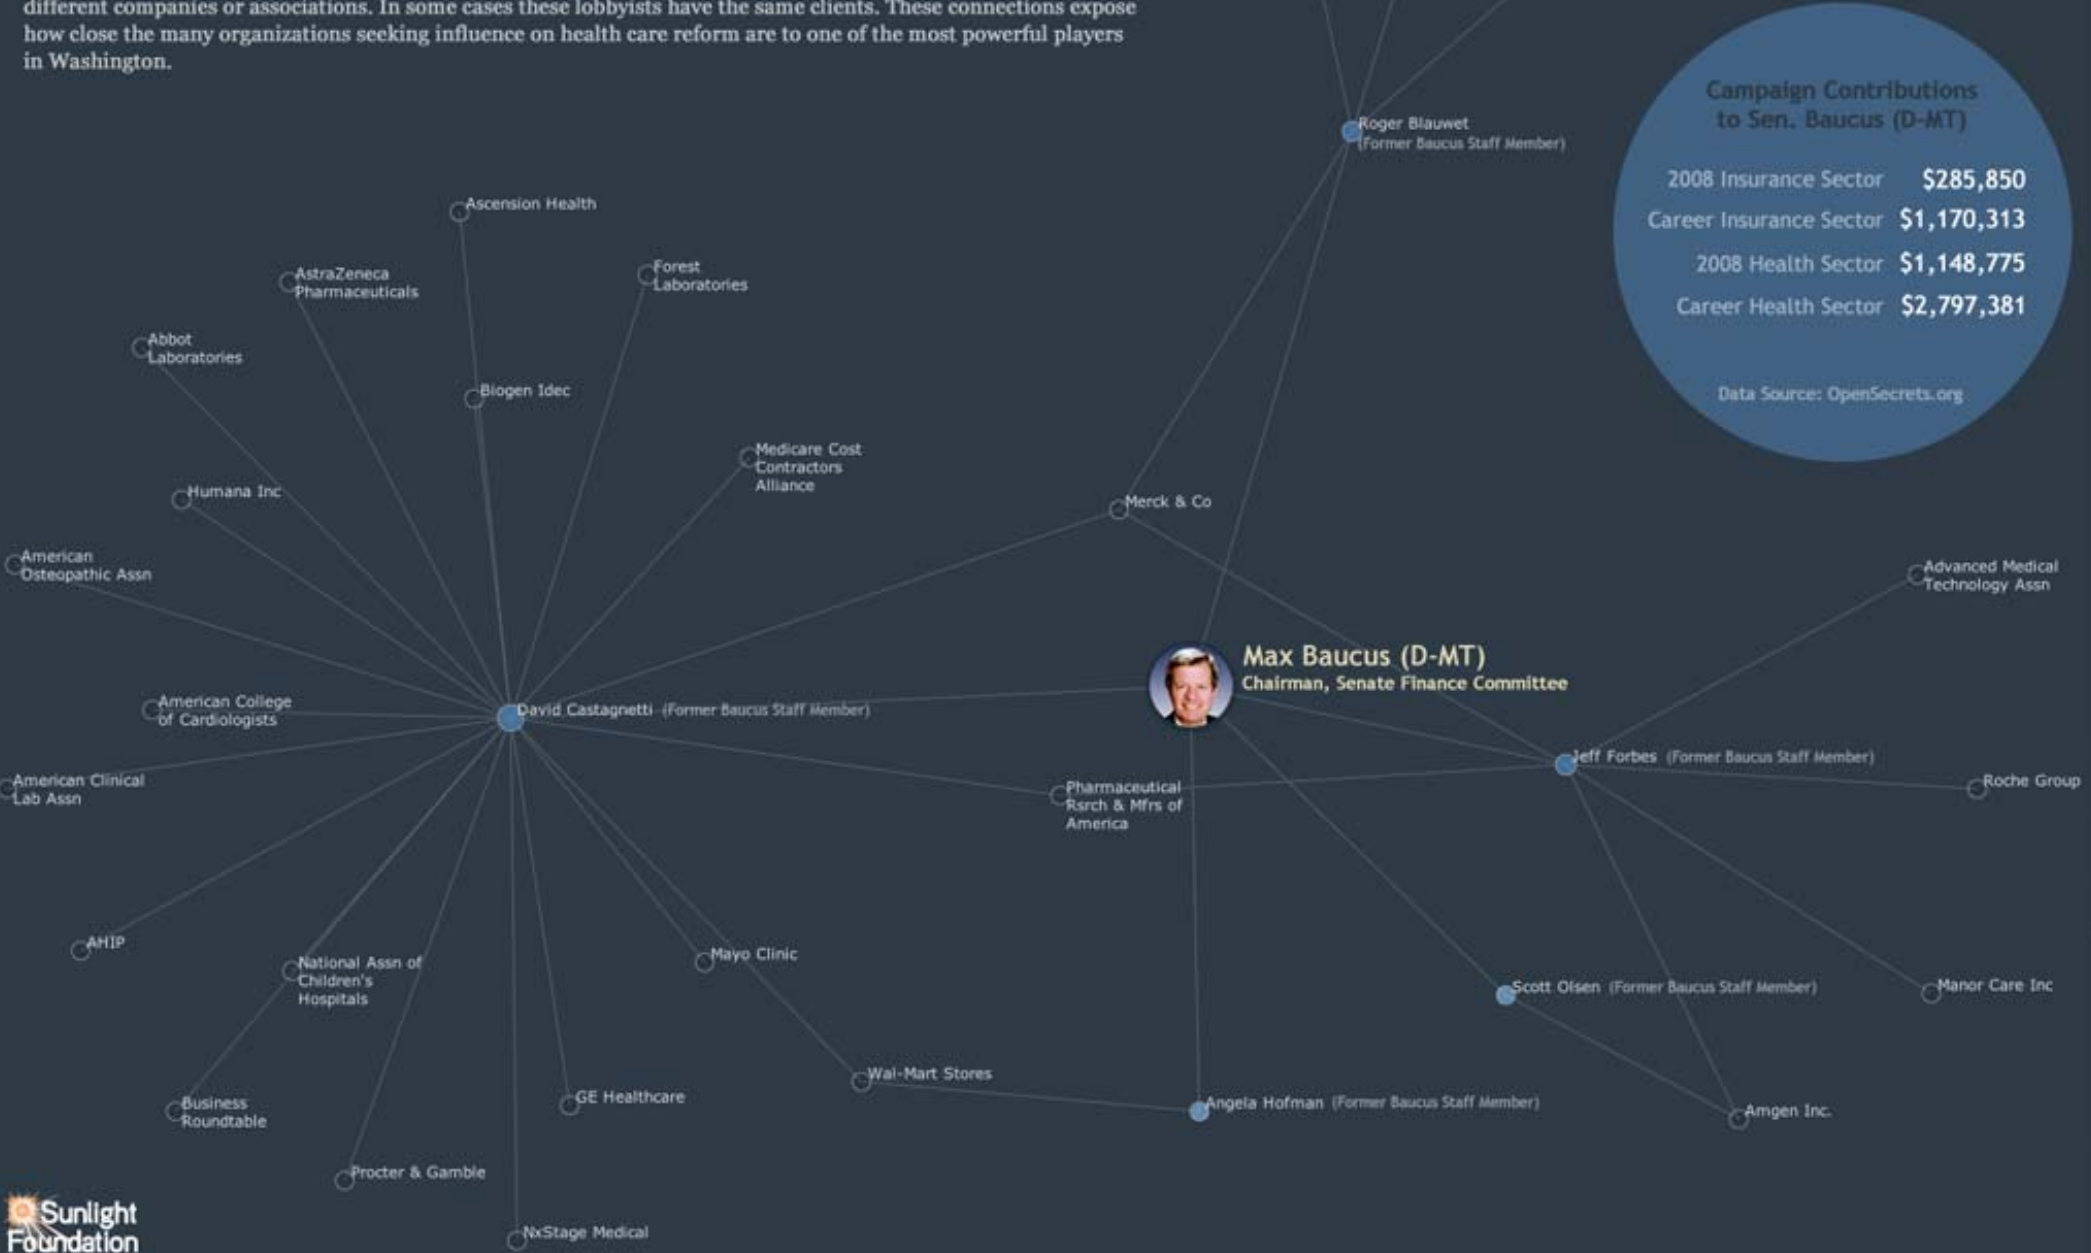 different companies or associations. In some cases these lobbyists have the same clients. These connections expose
how close the many organizations seeking influence on health care reform are to one of the most powerful players
in Washington.
Campaign Contributions
to Sen. Baucus (D-MT)
2008 Insurance Sector $285,850
Career Insurance Sector $1,170,313
2008 Health Sector $1,148,775
Career Health Sector $2,797,381
Data Source: OpenSecrets.org
Roger Blauwet
(Former Baucus Staff Member)
Ascension Health
AstraZeneca
Pharmaceuticals
Forest
Laboratories
Abbot
Laboratories
Biogen Idec
Medicare Cost
Contractors
Alliance
Humana Inc
Merck & Co
American
Osteopathic Assn
Advanced Medical
Technology Assn
Max Baucus (D-MT)
Chairman, Senate Finance Committee
American College
of Cardiologists
David Castagnetti (Former Baucus Staff Member)
Jeff Forbes (Former Baucus Staff Member)
American Clinical
Lab Assn
Pharmaceutical
Rsrch & Mfrs of
America
Roche Group
AHIP
National Assn of
Children's
Hospitals
Mayo Clinic
Scott Olsen (Former Baucus Staff Member)
Manor Care Inc
Wal-Mart Stores
Business
Roundtable
GE Healthcare
Angela Hofman (Former Baucus Staff Member)
Amgen Inc.
Procter & Gamble
NxStage Medical
Sunlight
Foundation